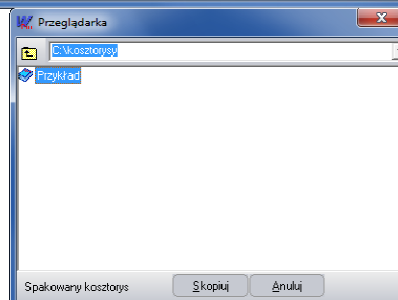 Przeglądarka
C:\kosztorysy
Przykład
Spakowany kosztorys
Skopiuj
Anuluj